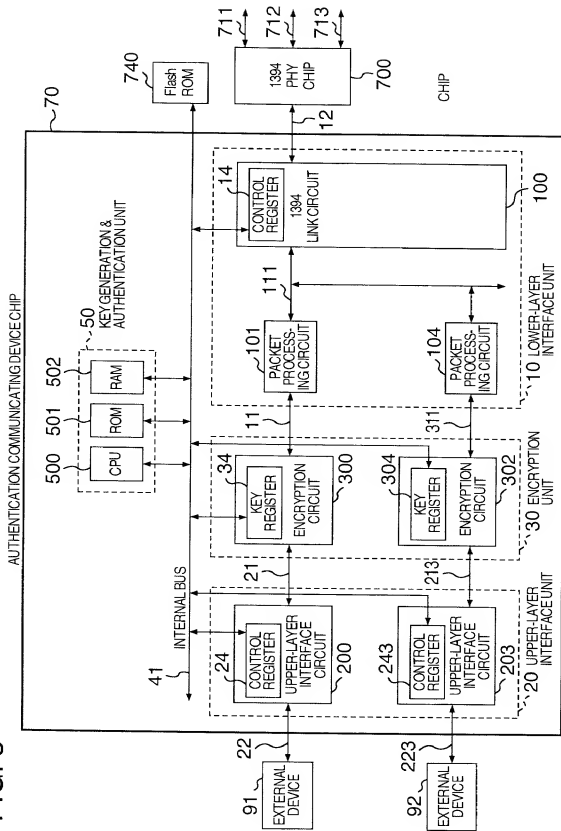 AUTHENTICATION COMMUNICATING DEVICE CHIP
70
740
Flash
ROM
711
712
713
1394
PHY
CHIP
700
CHIP
12
500
501
502
50
KEY GENERATION &
AUTHENTICATION UNIT
CPU
ROM
RAM
41
INTERNAL BUS
91
EXTERNAL
DEVICE
22
24
CONTROL
REGISTER
UPPER-LAYER
INTERFACE
CIRCUIT
200
21
34
KEY
REGISTER
ENCRYPTION
CIRCUIT
300
11
101
PACKET
PROCESS-
ING CIRCUIT
111
14
CONTROL
REGISTER
1394
LINK CIRCUIT
100
92
EXTERNAL
DEVICE
223
243
CONTROL
REGISTER
UPPER-LAYER
INTERFACE
CIRCUIT
203
213
304
KEY
REGISTER
ENCRYPTION
CIRCUIT
302
311
104
PACKET
PROCESS-
ING CIRCUIT
20 UPPER-LAYER
INTERFACE UNIT
30 ENCRYPTION
UNIT
10 LOWER-LAYER
INTERFACE UNIT